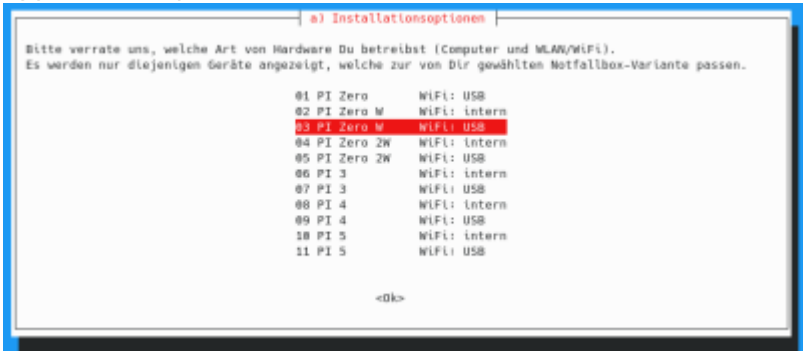 a) Installationsoptionen
Bitte verrate uns, welche Art von Hardware Du betreibst (Computer und WLAN/WiFi).
Es werden nur diejenigen Geräte angezeigt, welche zur von Dir gewählten Notfallbox-Variante passen.
01 PI Zero WiFi: USB
02 PI Zero W WiFi: intern
03 PI Zero W WiFi: USB
04 PI Zero 2W WiFi: intern
05 PI Zero 2W WiFi: USB
06 PI 3 WiFi: intern
07 PI 3 WiFi: USB
08 PI 4 WiFi: intern
09 PI 4 WiFi: USB
10 PI 5 WiFi: intern
11 PI 5 WiFi: USB
<Ok>